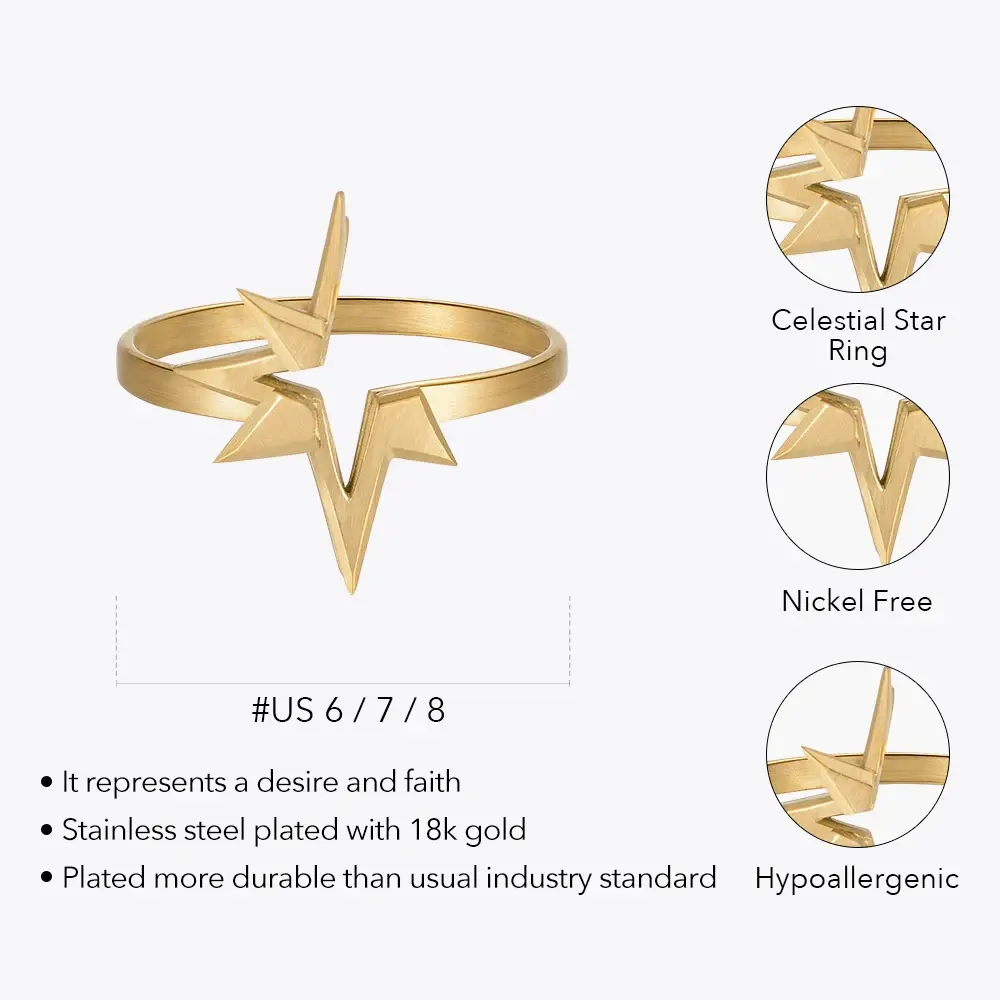 Celestial Star
Ring
Nickel Free
#US 6 / 7 / 8
• It represents a desire and faith
• Stainless steel plated with 18k gold
• Plated more durable than usual industry standard
Hypoallergenic